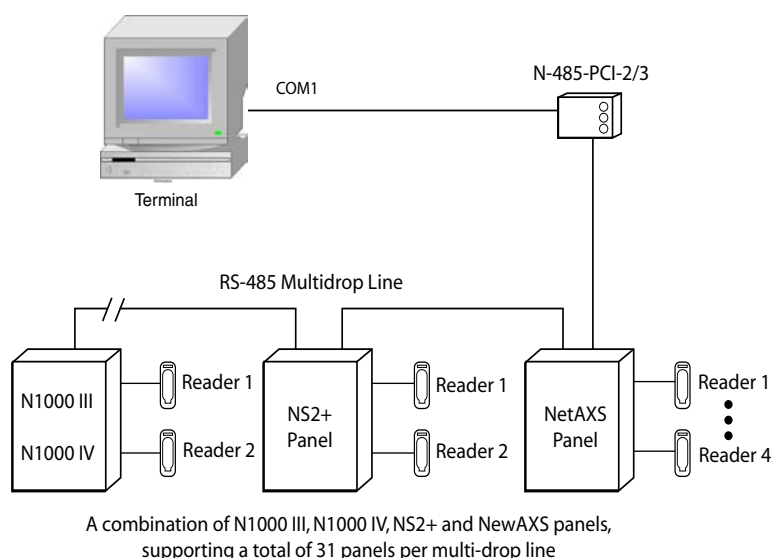 N-485-PCI-2/3
COM1
Terminal
RS-485 Multidrop Line
N1000 III
N1000 IV
Reader 1
Reader 2
NS2+
Panel
Reader 1
Reader 2
NetAXS
Panel
Reader 1
Reader 4
A combination of N1000 III, N1000 IV, NS2+ and NewAXS panels,
supporting a total of 31 panels per multi-drop line